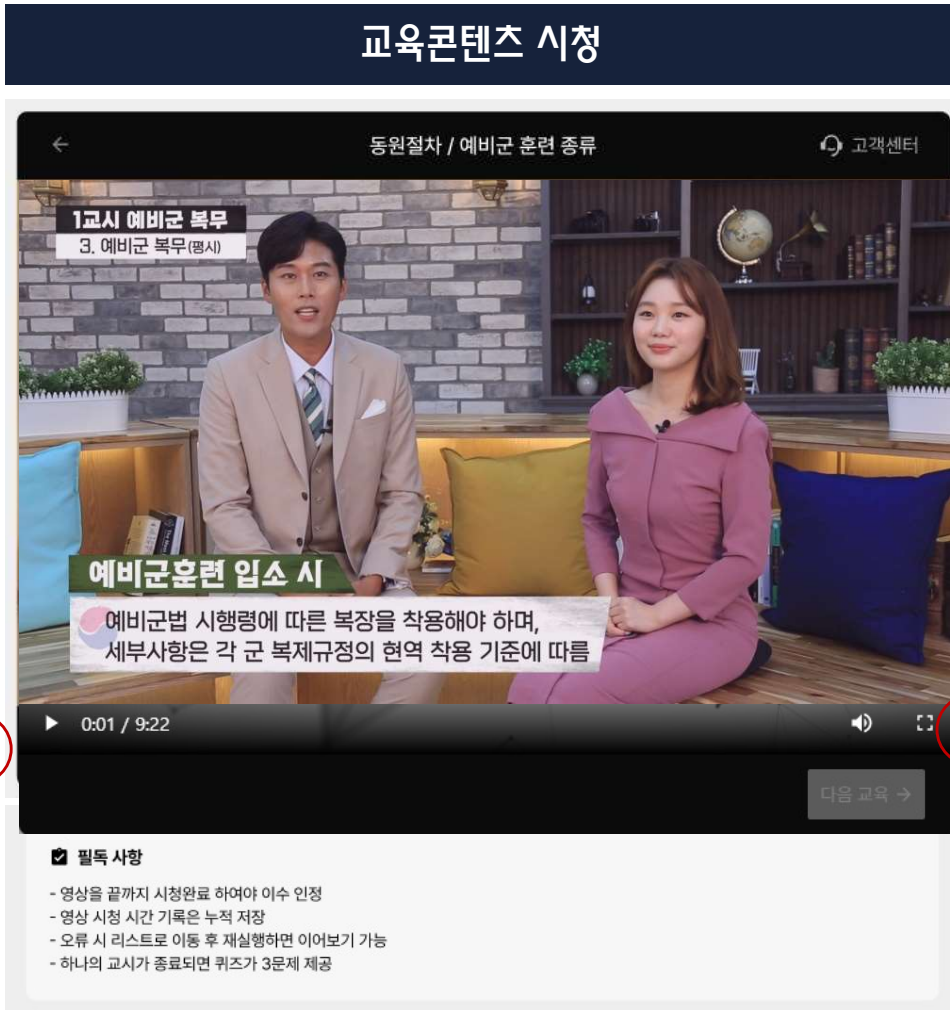 교육콘텐츠 시청
동원절차 / 예비군 훈련 종류
고객센터
1교시 예비군 복무
3. 예비군 복무(평시)
예비군훈련 입소 시
예비군법 시행령에 따른 복장을 착용해야 하며,
세부사항은 각 군 복제규정의 현역 착용 기준에 따름
0:01 / 9:22
다음 교육 →
필독 사항
- 영상을 끝까지 시청완료 하여야 이수 인정
- 영상 시청 시간 기록은 누적 저장
- 오류 시 리스트로 이동 후 재실행하면 이어보기 가능
- 하나의 교시가 종료되면 퀴즈가 3문제 제공